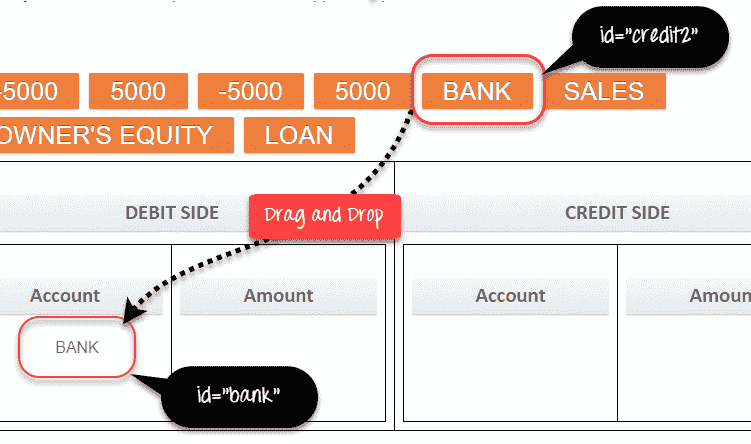 id="credit2"
-5000 5000 -5000 5000 BANK SALES
OWNER'S EQUITY LOAN
DEBIT SIDE Drag and Drop CREDIT SIDE
Account Amount Account Amoun
BANK
id="bank"